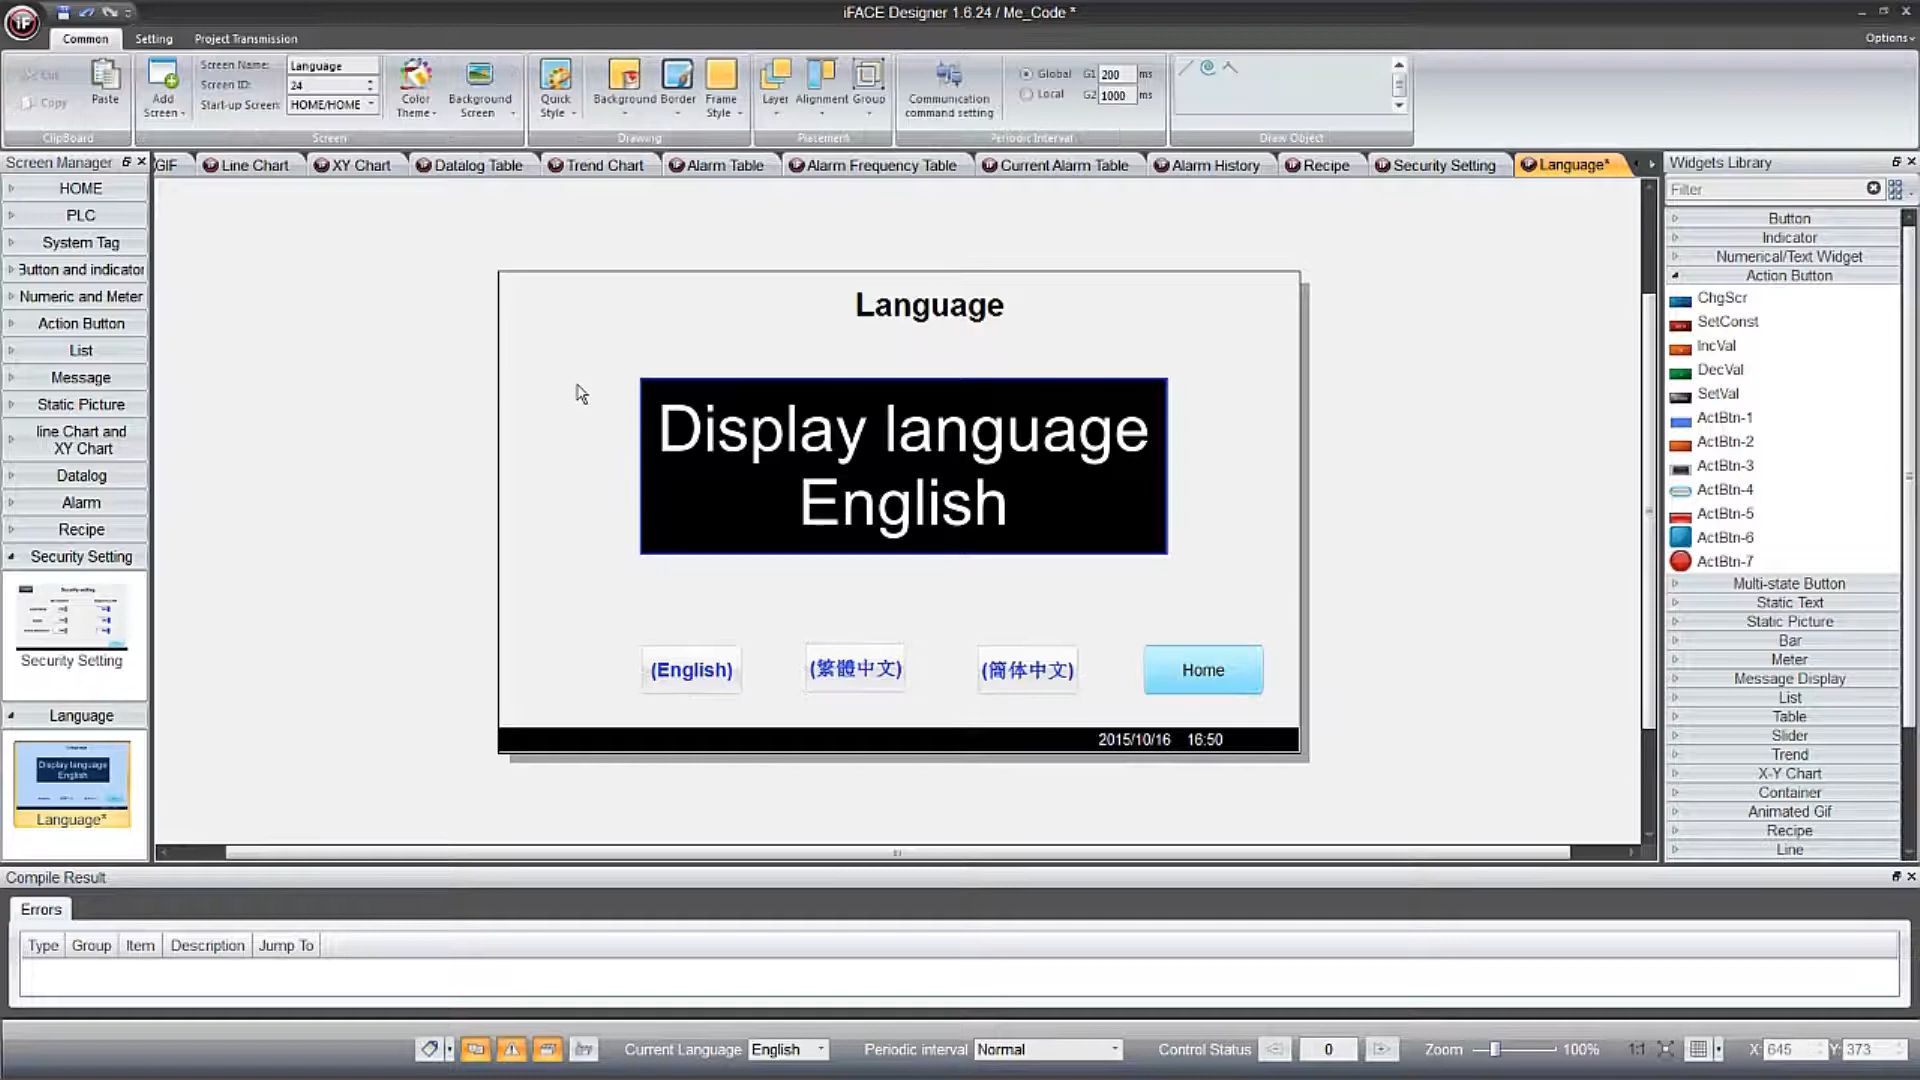 iFACE Designer 1.6.24 / Me_Code *
Common
Setting
Project Transmission
Options
Cut
Copy
Paste
ClipBoard
Add
Screen
Screen Name:
Language
Screen ID:
24
Start-up Screen:
HOME/HOME
Color
Theme
Background
Screen
Screen
Quick
Style
Background
Border
Frame
Style
Drawing
Layer
Alignment
Group
Placement
Communication
command setting
Global
G1
200
ms
Local
G2
1000
ms
Periodic Interval
Draw Object
Screen Manager
GIF
Line Chart
XY Chart
Datalog Table
Trend Chart
Alarm Table
Alarm Frequency Table
Current Alarm Table
Alarm History
Recipe
Security Setting
Language*
HOME
PLC
System Tag
Button and indicator
Numeric and Meter
Action Button
List
Message
Static Picture
line Chart and
XY Chart
Datalog
Alarm
Recipe
Security Setting
Security Setting
Language
Display language
English
Language*
Language
Display language
English
(English)
(繁體中文)
(简体中文)
Home
2015/10/16 16:50
Widgets Library
Filter
Button
Indicator
Numerical/Text Widget
Action Button
ChgScr
SetConst
IncVal
DecVal
SetVal
ActBtn-1
ActBtn-2
ActBtn-3
ActBtn-4
ActBtn-5
ActBtn-6
ActBtn-7
Multi-state Button
Static Text
Static Picture
Bar
Meter
Message Display
List
Table
Slider
Trend
X-Y Chart
Container
Animated Gif
Recipe
Line
Compile Result
Errors
Type
Group
Item
Description
Jump To
Current Language
English
Periodic interval
Normal
Control Status
0
Zoom
100%
1:1
X: 645
Y: 373